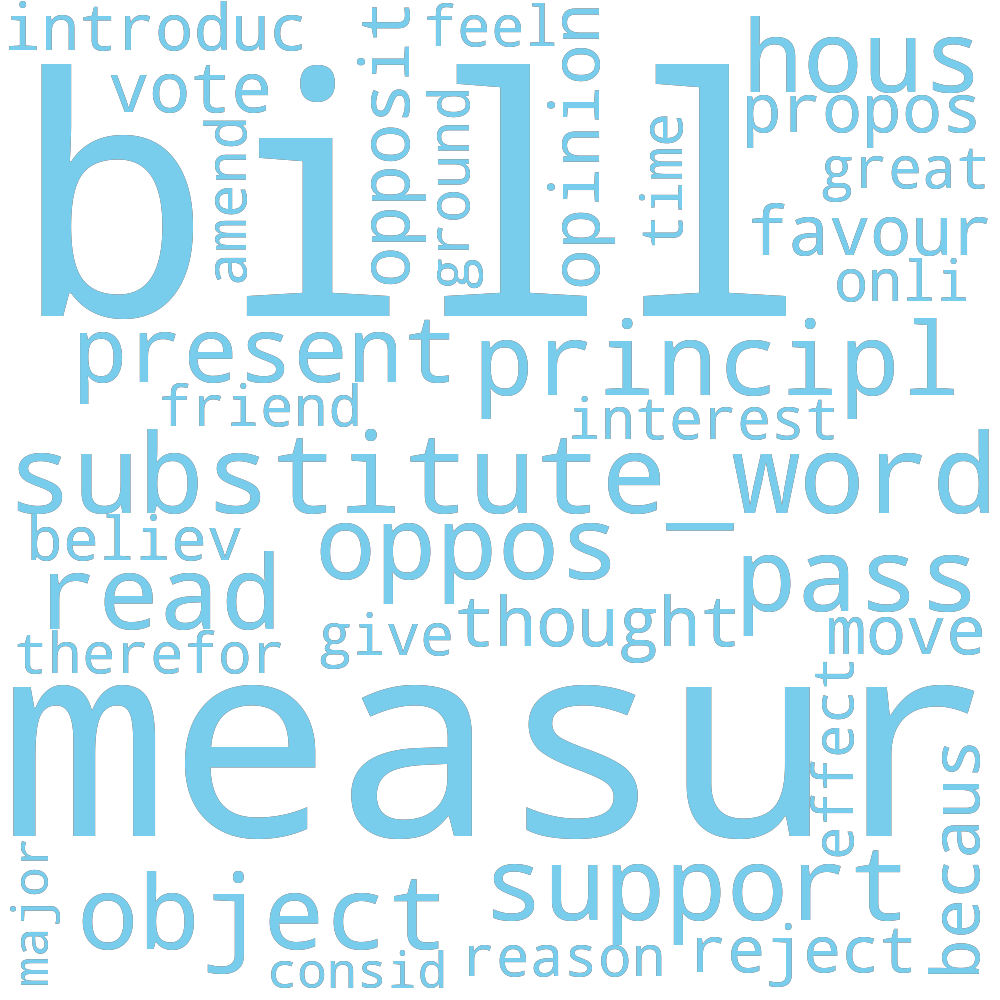 introduc
vote
amend
opposit
feel
ground
opinion
time
hous
propos
great
favour
onli
bill
present
principl
friend
interest
substitute_word
believ
oppos
read
pass
thought
move
give
therefor
measur
effect
becaus
major
object
support
consid
reason
reject